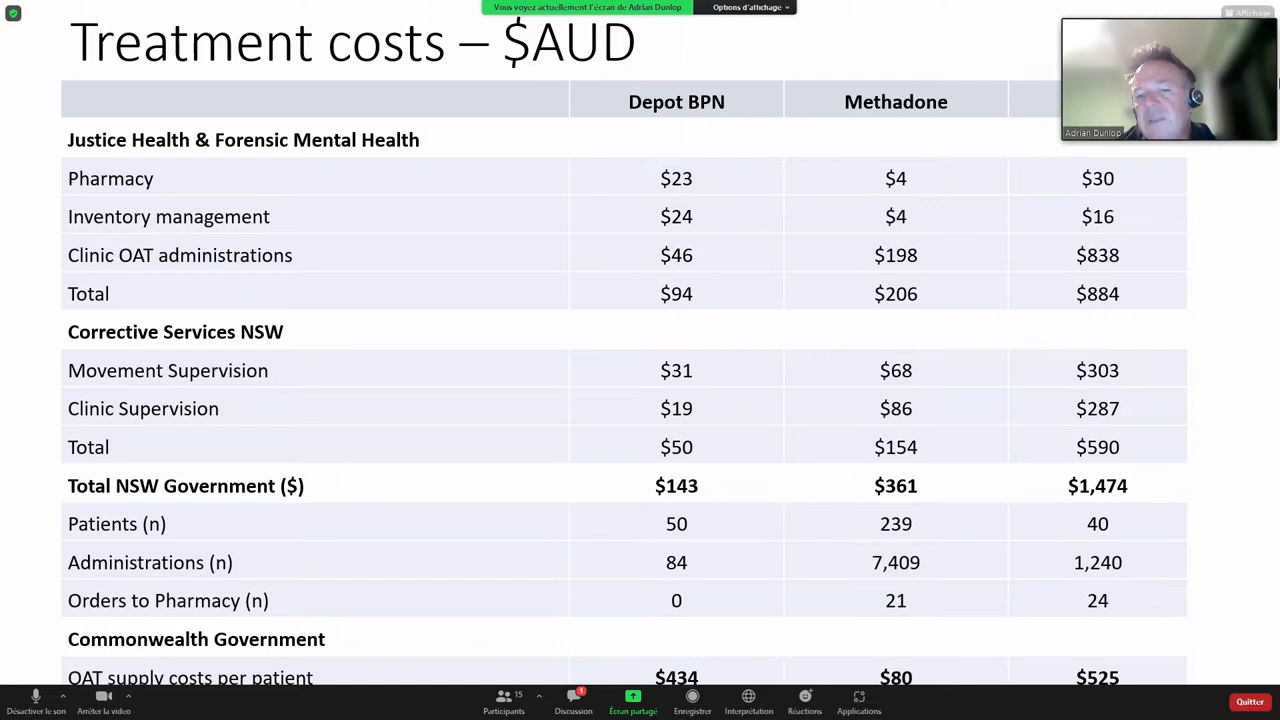 Vous voyez actuellement l'écran de Adrian Dunlop Options d'affichage
Affichage
Treatment costs – $AUD
Depot BPN Methadone
Adrian Dunlop
Justice Health & Forensic Mental Health
Pharmacy $23 $4 $30
Inventory management $24 $4 $16
Clinic OAT administrations $46 $198 $838
Total $94 $206 $884
Corrective Services NSW
Movement Supervision $31 $68 $303
Clinic Supervision $19 $86 $287
Total $50 $154 $590
Total NSW Government ($) $143 $361 $1,474
Patients (n) 50 239 40
Administrations (n) 84 7,409 1,240
Orders to Pharmacy (n) 0 21 24
Commonwealth Government
OAT supply costs per patient $434 $80 $525
15 1
Désactiver le son Arrêter la vidéo Participants Discussion Écran partagé Enregistrer Interprétation Réactions Applications Quitter